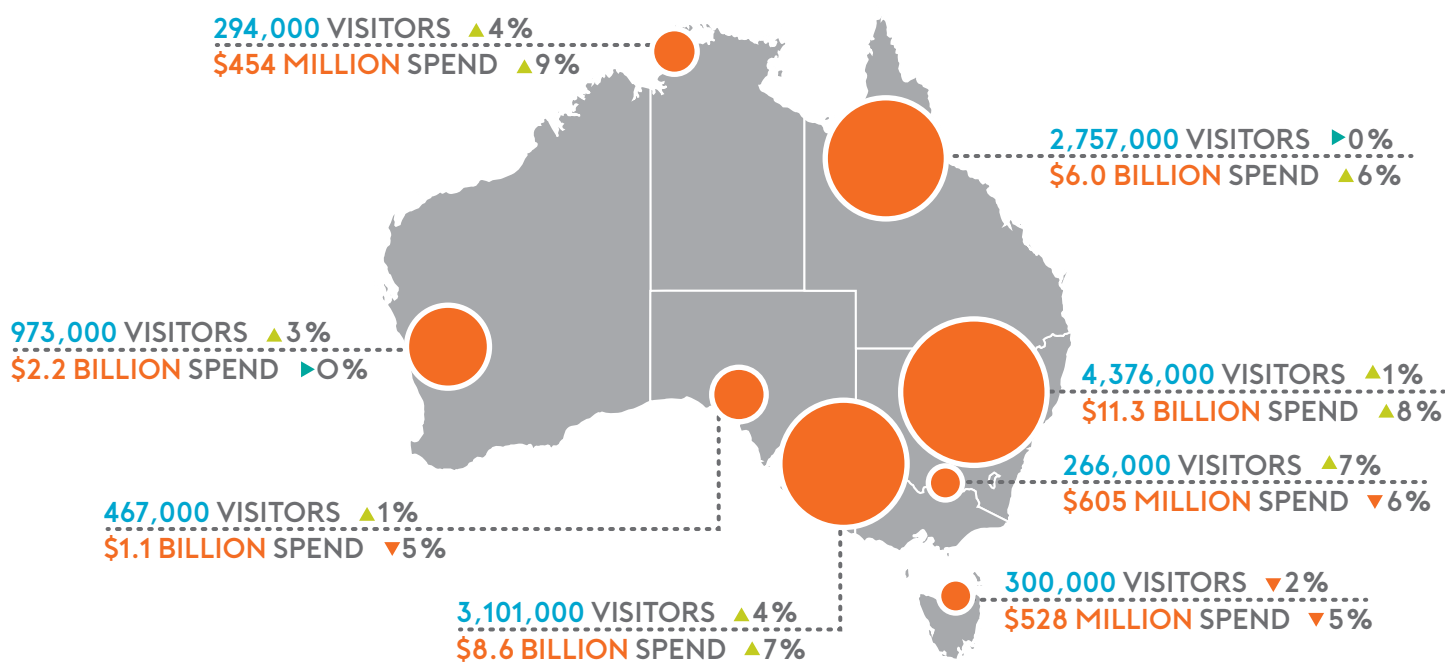 294,000 VISITORS ▲4%
$454 MILLION SPEND ▲9%
2,757,000 VISITORS ▶0%
$6.0 BILLION SPEND ▲6%
973,000 VISITORS ▲3%
$2.2 BILLION SPEND ▶0%
4,376,000 VISITORS ▲1%
$11.3 BILLION SPEND ▲8%
266,000 VISITORS ▲7%
$605 MILLION SPEND ▼6%
467,000 VISITORS ▲1%
$1.1 BILLION SPEND ▼5%
300,000 VISITORS ▼2%
$528 MILLION SPEND ▼5%
3,101,000 VISITORS ▲4%
$8.6 BILLION SPEND ▲7%